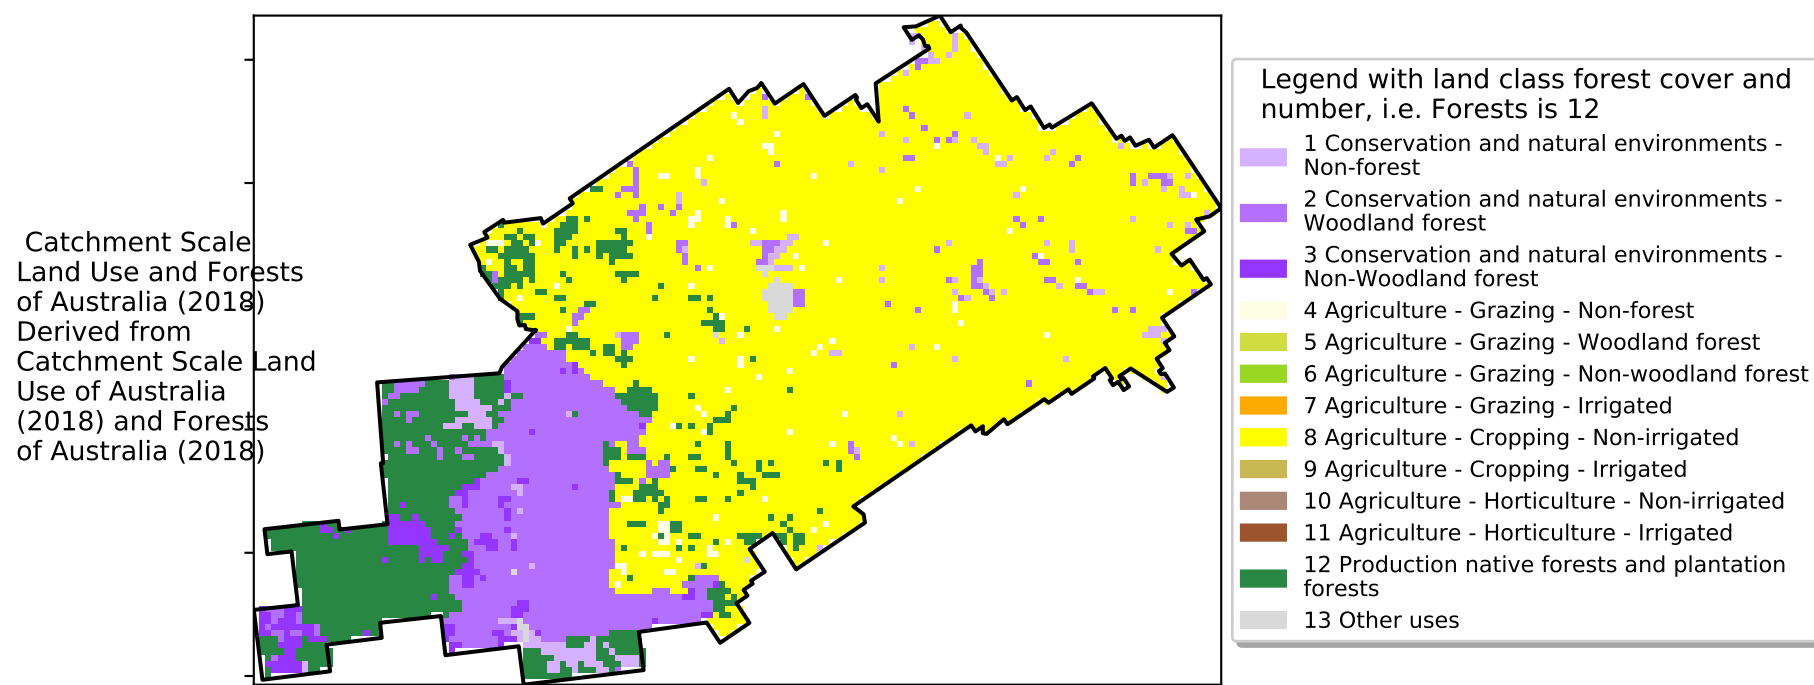 Catchment Scale
Land Use and Forests
of Australia (2018)
Derived from
Catchment Scale Land
Use of Australia
(2018) and Forests
of Australia (2018)
Legend with land class forest cover and
number, i.e. Forests is 12
1 Conservation and natural environments -
Non-forest
2 Conservation and natural environments -
Woodland forest
3 Conservation and natural environments -
Non-Woodland forest
4 Agriculture - Grazing - Non-forest
5 Agriculture - Grazing - Woodland forest
6 Agriculture - Grazing - Non-woodland forest
7 Agriculture - Grazing - Irrigated
8 Agriculture - Cropping - Non-irrigated
9 Agriculture - Cropping - Irrigated
10 Agriculture - Horticulture - Non-irrigated
11 Agriculture - Horticulture - Irrigated
12 Production native forests and plantation
forests
13 Other uses